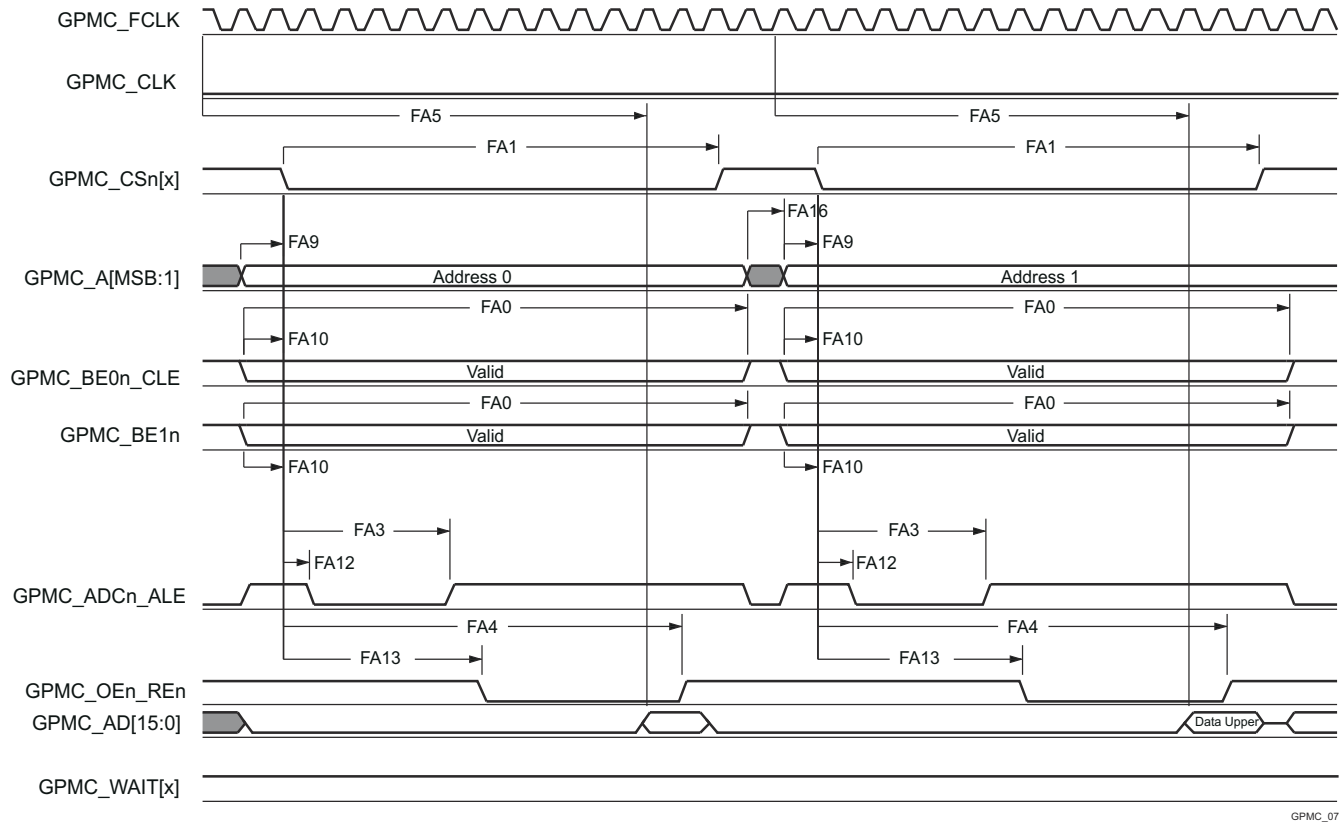 GPMC_FCLK
GPMC_CLK
FA5 FA5
FA1 FA1
GPMC_CSn[x]
FA16
FA9 FA9
GPMC_A[MSB:1] Address 0 Address 1
FA0 FA0
FA10 FA10
GPMC_BE0n_CLE Valid Valid
FA0 FA0
GPMC_BE1n Valid Valid
FA10 FA10
FA3 FA3
FA12 FA12
GPMC_ADCn_ALE
FA4 FA4
FA13 FA13
GPMC_OEn_REn
GPMC_AD[15:0] Data Upper
GPMC_WAIT[x]
GPMC_07